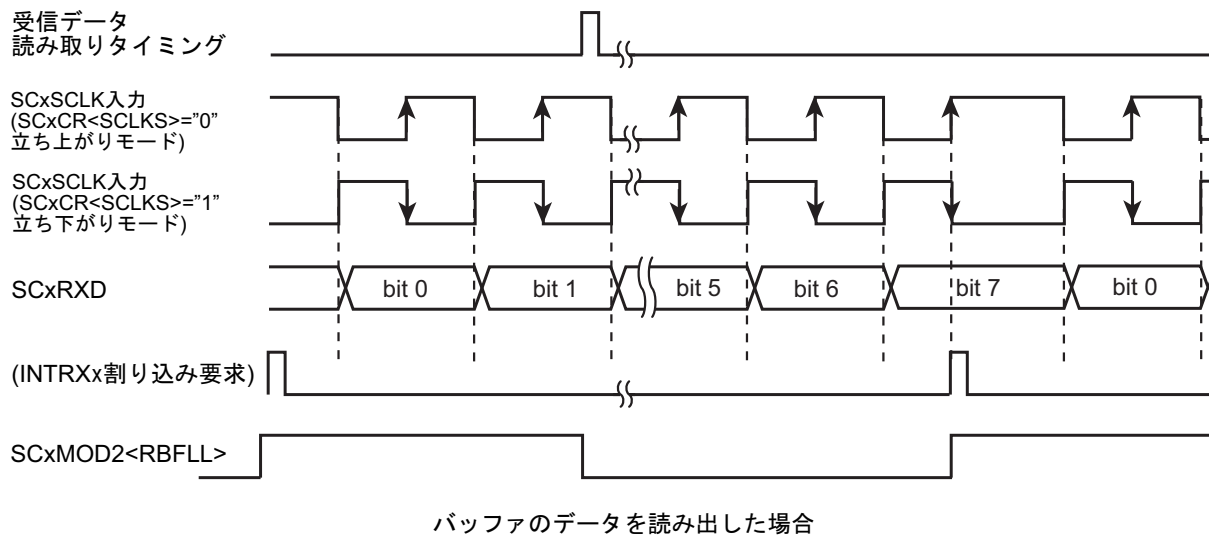 受信データ
読み取りタイミング
SCxSCLK入力
(SCxCR<SCLKS>="0"
立ち上がりモード)
SCxSCLK入力
(SCxCR<SCLKS>="1"
立ち下がりモード)
SCxRXD
bit 0
bit 1
bit 5
bit 6
bit 7
bit 0
(INTRXx割り込み要求)
SCxMOD2<RBFLL>
バッファのデータを読み出した場合